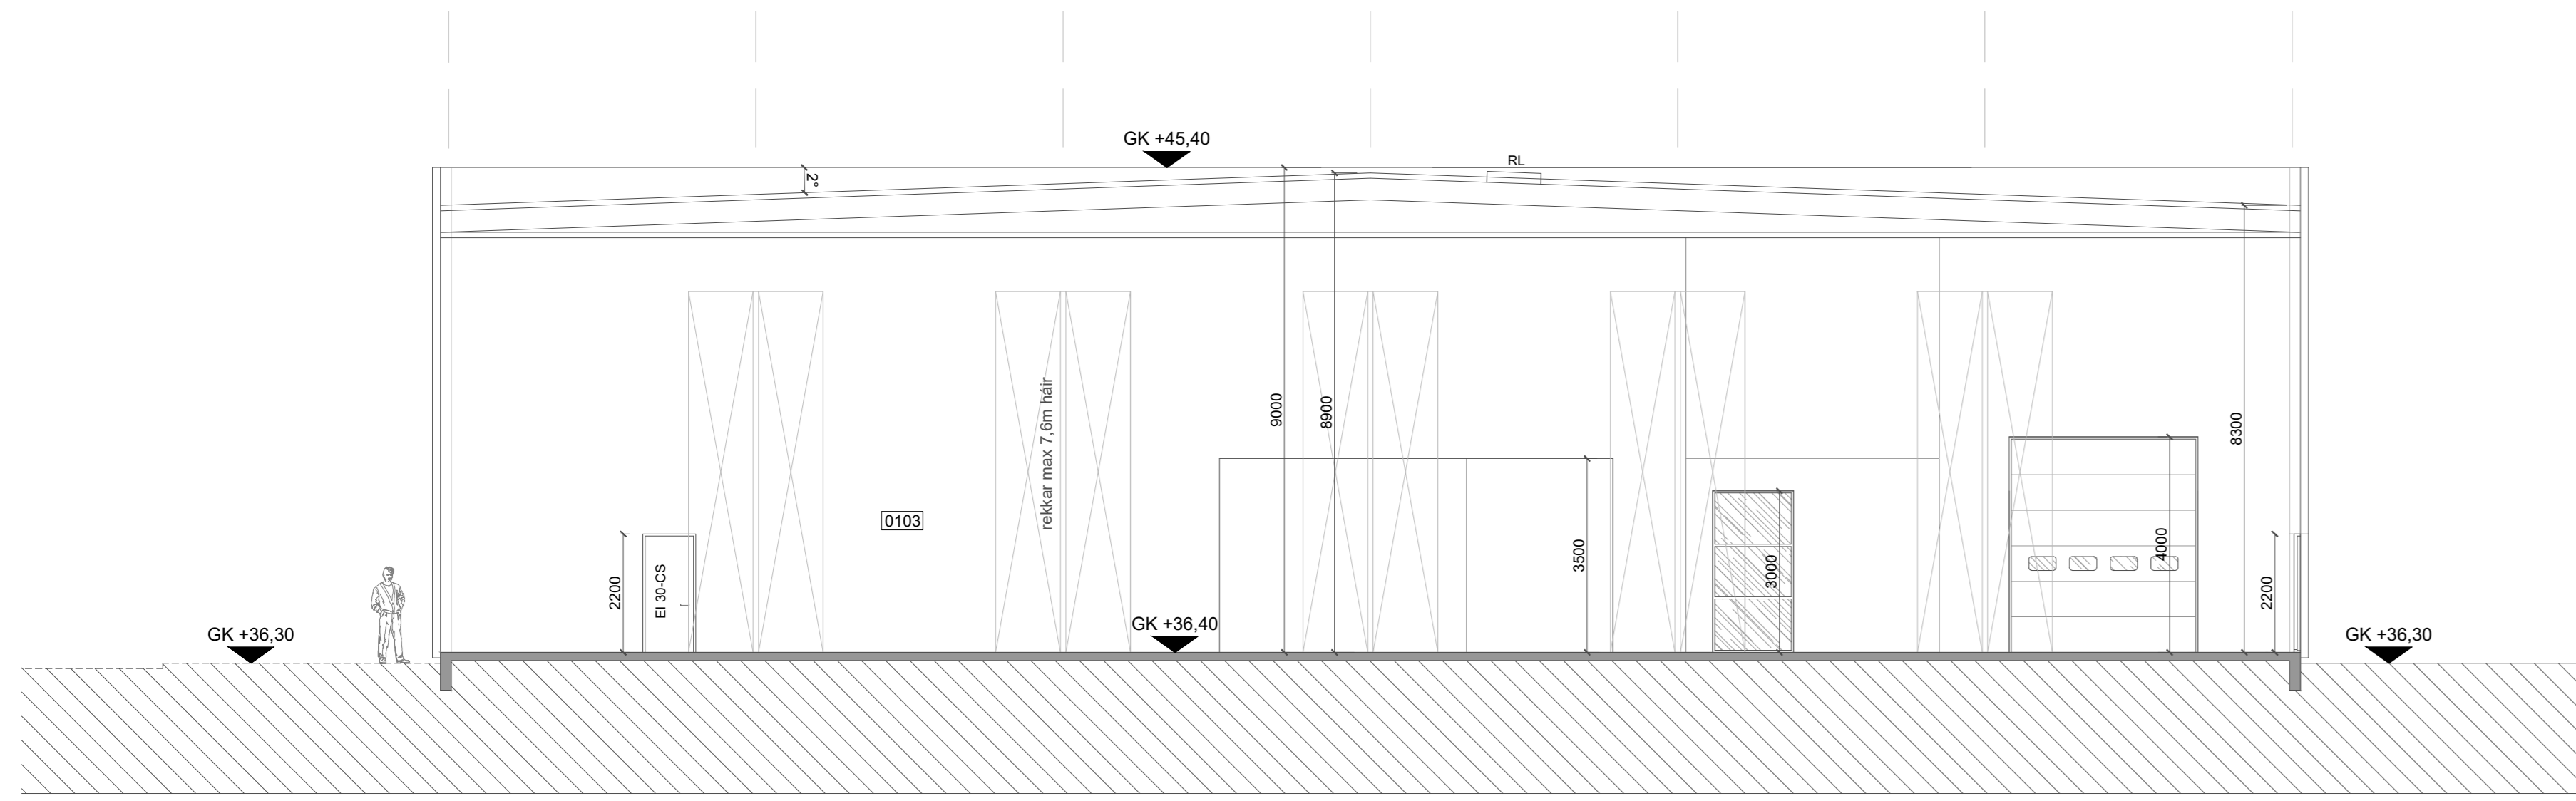 GK +45,40
RL
2°
rekkar max 7,6m háir
9000
8900
8300
0103
2200
EI 30-CS
3500
3000
4000
2200
GK +36,30
GK +36,40
GK +36,30